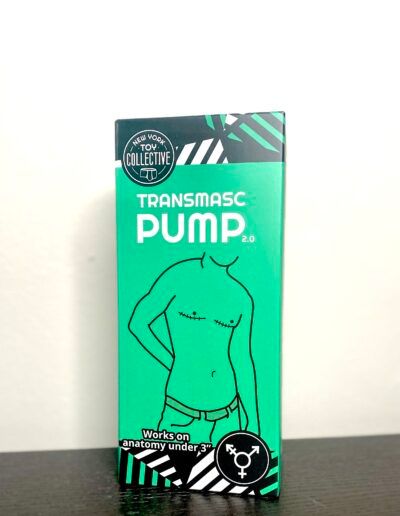 NEW YORK
TOY
COLLECTIVE
TRANSMASC
PUMP 2.0
Works on
anatomy under 3"